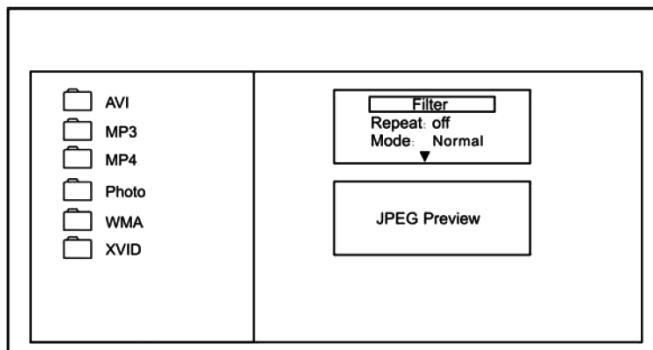 AVI
MP3
MP4
Photo
WMA
XVID
Filter
Repeat: off
Mode: Normal
JPEG Preview